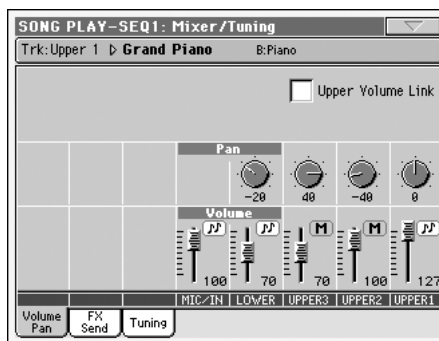 SONG PLAY-SEQ1: Mixer/Tuning
Trk:Upper 1 ▷ Grand Piano B:Piano
Upper Volume Link
Pan
-20 40 -40 0
Volume
M M
100 70 70 100 127
MIC/IN LOWER UPPER3 UPPER2 UPPER1
Volume Pan
FX Send
Tuning